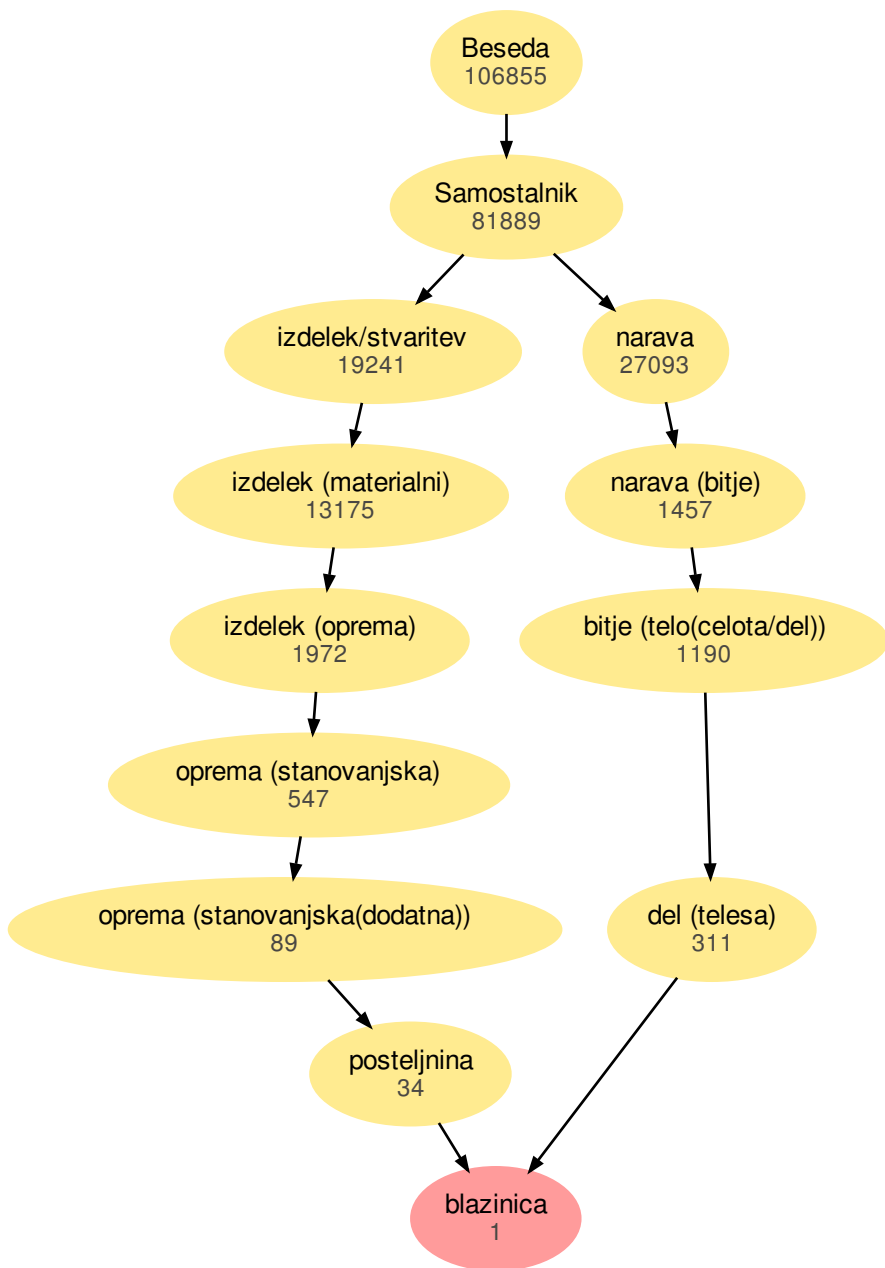 Beseda
106855
Samostalnik
81889
izdelek/stvaritev
19241
narava
27093
izdelek (materialni)
13175
narava (bitje)
1457
izdelek (oprema)
1972
bitje (telo(celota/del))
1190
oprema (stanovanjska)
547
oprema (stanovanjska(dodatna))
89
del (telesa)
311
posteljnina
34
blazinica
1